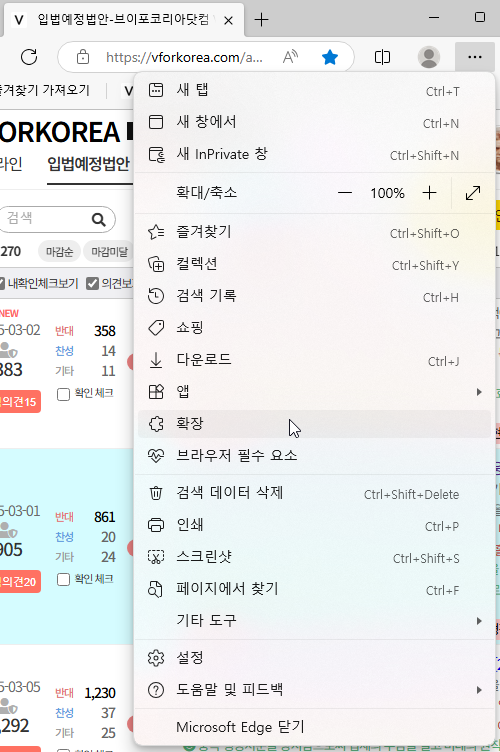 입법예정법안-브이포코리아닷컴 V
https://vforkorea.com/a...
즐겨찾기 가져오기
FORKOREA
라인 입법예정법안
검색
270 마감순 마감미달
내확인체크보기 의견보
새 탭 Ctrl+T
새 창에서 Ctrl+N
새 InPrivate 창 Ctrl+Shift+N
확대/축소 100%
즐겨찾기 Ctrl+Shift+O
컬렉션 Ctrl+Shift+Y
검색 기록 Ctrl+H
쇼핑
다운로드 Ctrl+J
앱
확장
브라우저 필수 요소
검색 데이터 삭제 Ctrl+Shift+Delete
인쇄 Ctrl+P
스크린샷 Ctrl+Shift+S
페이지에서 찾기 Ctrl+F
기타 도구
설정
도움말 및 피드백
Microsoft Edge 닫기
NEW
5-03-02 반대 358
383 찬성 14
기타 11
의견15 확인 체크
5-03-01 반대 861
905 찬성 20
기타 24
의견20 확인 체크
5-03-05 반대 1,230
,292 찬성 37
기타 25